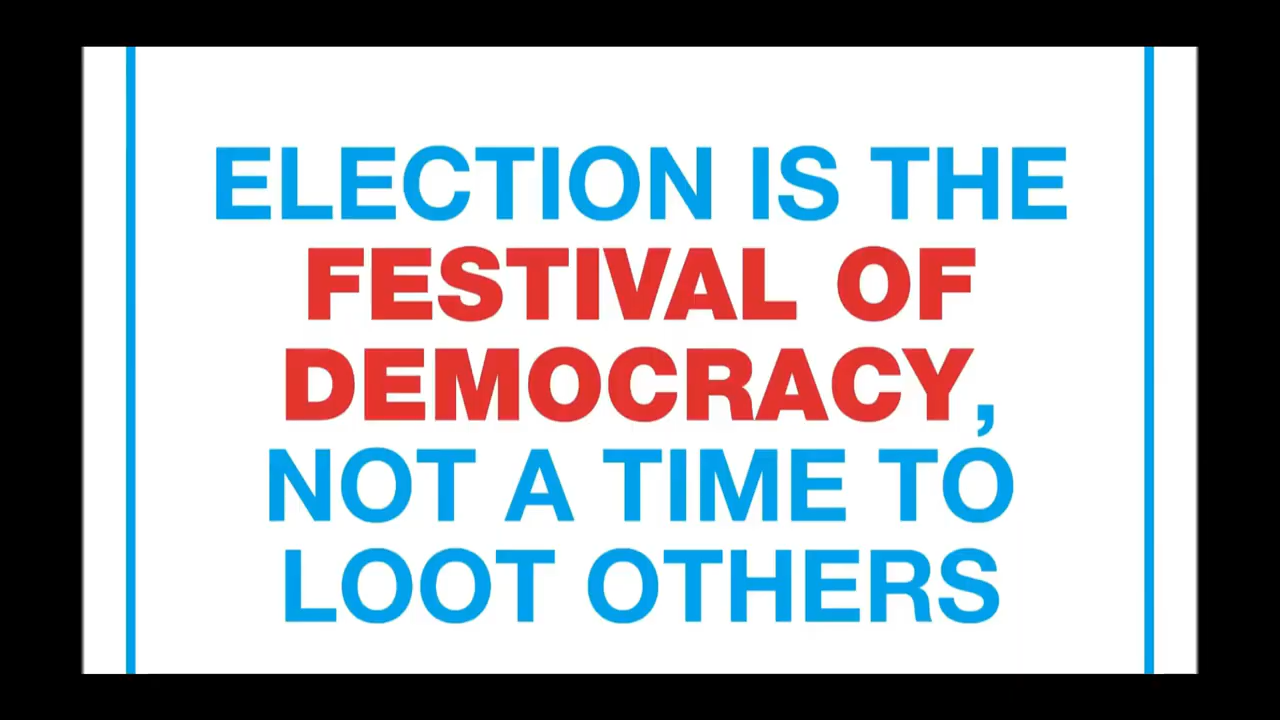 ELECTION IS THE
FESTIVAL OF
DEMOCRACY,
NOT A TIME TO
LOOT OTHERS